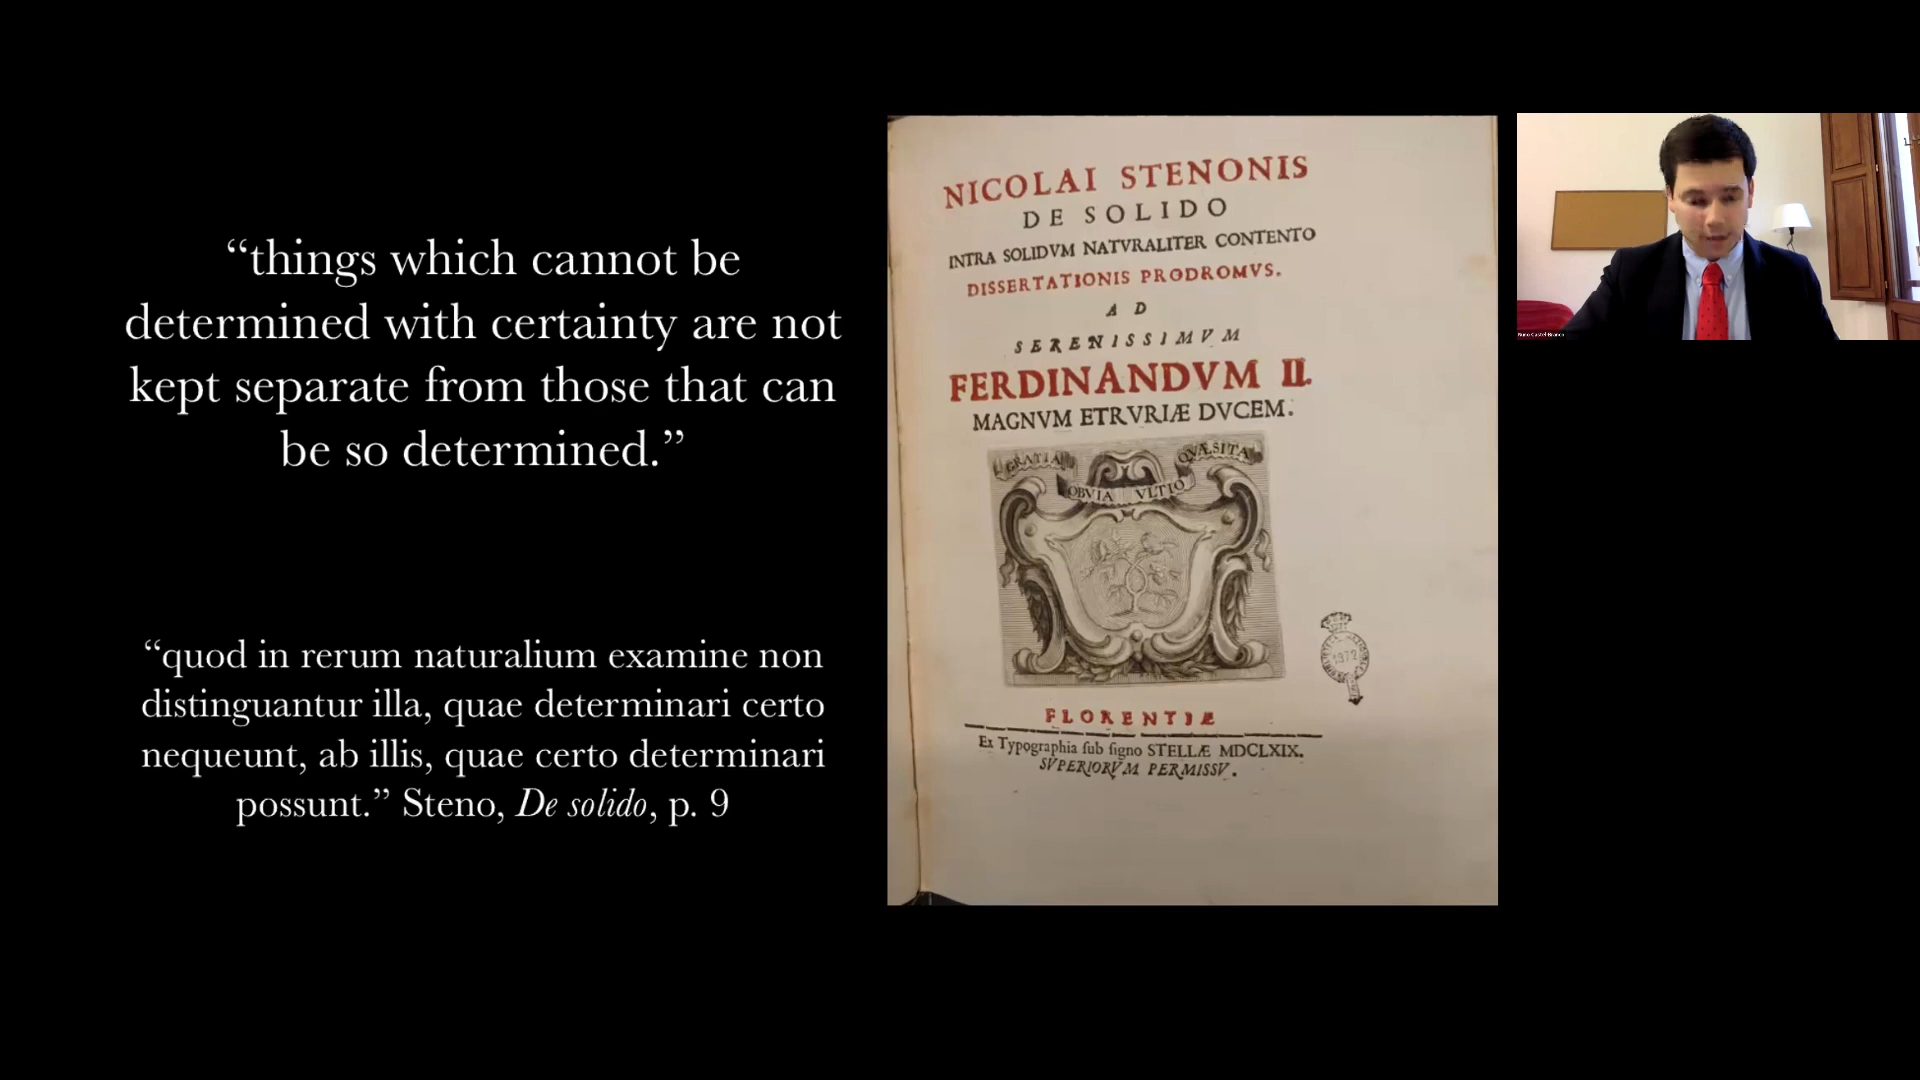 “things which cannot be
determined with certainty are not
kept separate from those that can
be so determined.”
“quod in rerum naturalium examine non
distinguantur illa, quae determinari certo
nequeunt, ab illis, quae certo determinari
possunt.” Steno, De solido, p. 9
NICOLAI STENONIS
DE SOLIDO
INTRA SOLIDVM NATVRALITER CONTENTO
DISSERTATIONIS PRODROMVS.
AD
SERENISSIMVM
FERDINANDVM II.
MAGNVM ETRVRIÆ DVCEM.
GRATIA QVÆSITA
OBVIA VLTIO
FLORENTIÆ
Ex Typographia sub signo STELLÆ MDCLXIX.
SVPERIORVM PERMISSV.
Nuno Castel-Branco